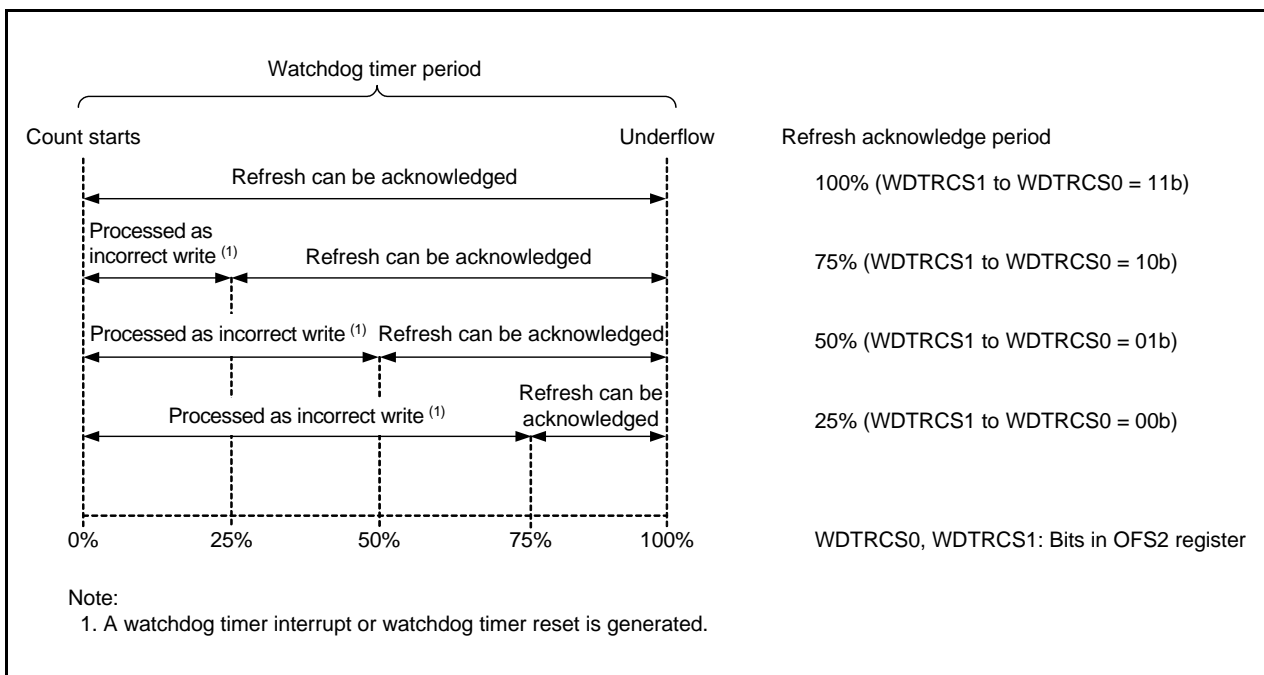 Watchdog timer period
Count starts
Underflow
Refresh acknowledge period
Refresh can be acknowledged
100% (WDTRCS1 to WDTRCS0 = 11b)
Processed as
incorrect write (1)
Refresh can be acknowledged
75% (WDTRCS1 to WDTRCS0 = 10b)
Processed as incorrect write (1)
Refresh can be acknowledged
50% (WDTRCS1 to WDTRCS0 = 01b)
Processed as incorrect write (1)
Refresh can be
acknowledged
25% (WDTRCS1 to WDTRCS0 = 00b)
0%
25%
50%
75%
100%
WDTRCS0, WDTRCS1: Bits in OFS2 register
Note:
1. A watchdog timer interrupt or watchdog timer reset is generated.